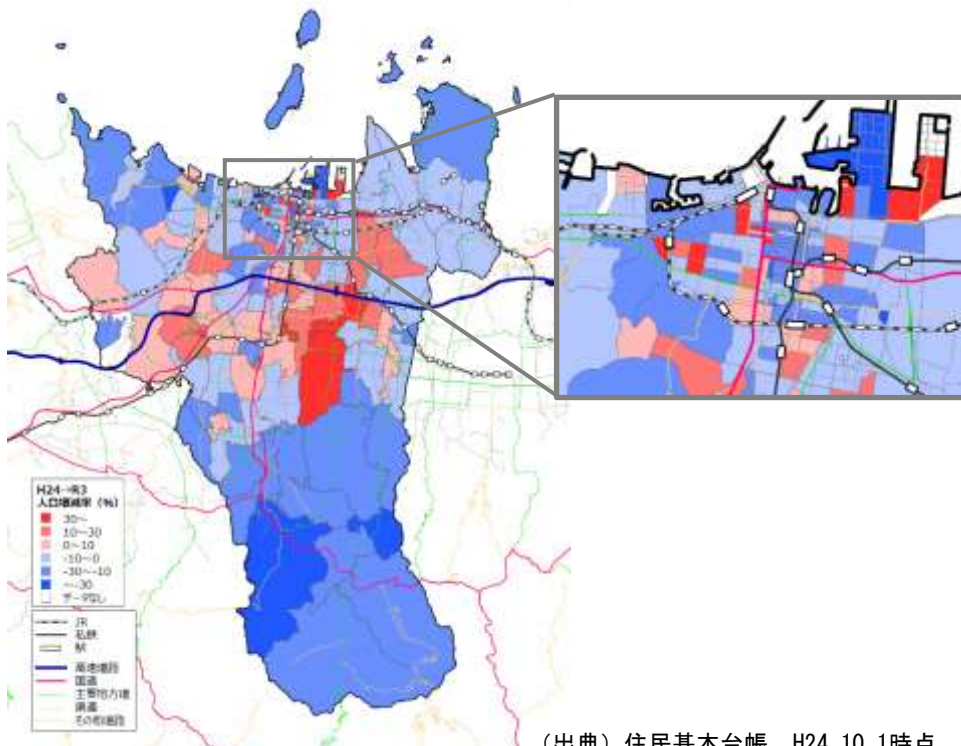 H24→R3
人口増減率（%）
30～
10～30
0～10
-10～0
-30～-10
～-30
データなし
JR
私鉄
駅
高速道路
国道
主要地方道
県道
その他道路
（出典）住民基本台帳　H24.10.1時点